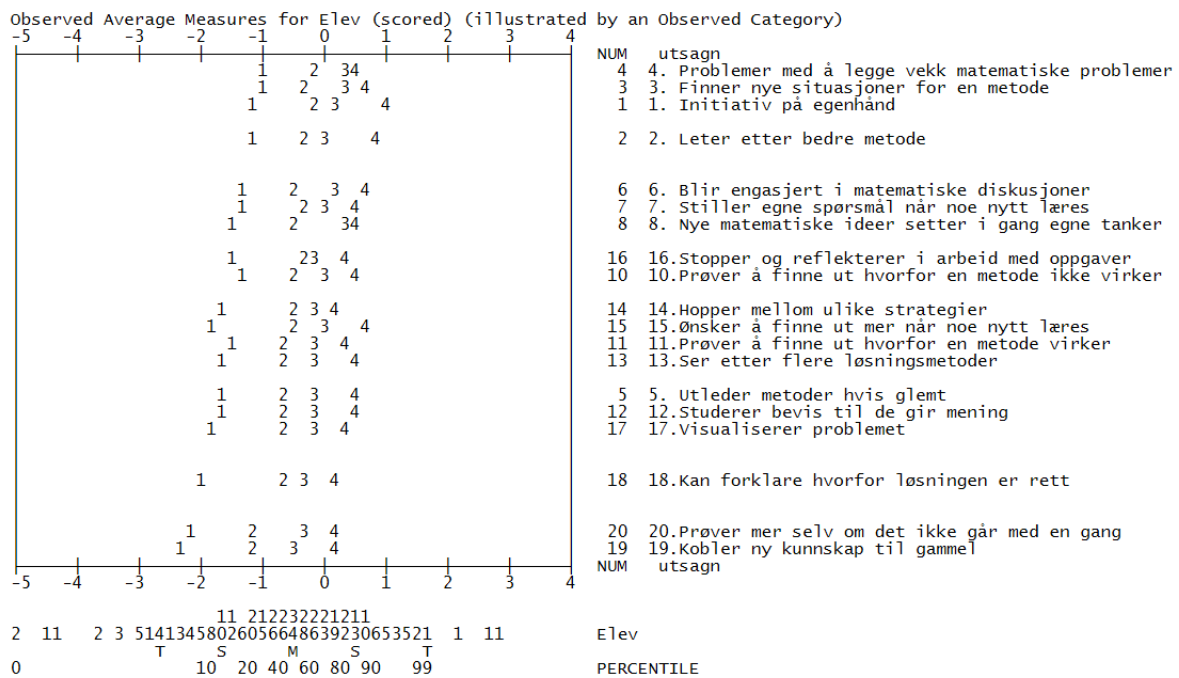 Observed Average Measures for Elev (scored) (illustrated by an Observed Category)
-5 -4 -3 -2 -1 0 1 2 3 4
NUM utsagn
1 2 34 4 4. Problemer med å legge vekk matematiske problemer
1 2 3 4 3 3. Finner nye situasjoner for en metode
1 2 3 4 1 1. Initiativ på egenhånd
1 2 3 4 2 2. Leter etter bedre metode
1 2 3 4 6 6. Blir engasjert i matematiske diskusjoner
1 2 3 4 7 7. Stiller egne spørsmål når noe nytt læres
1 2 34 8 8. Nye matematiske ideer setter i gang egne tanker
1 23 4 16 16.Stopper og reflekterer i arbeid med oppgaver
1 2 3 4 10 10.Prøver å finne ut hvorfor en metode ikke virker
1 2 3 4 14 14.Hopper mellom ulike strategier
1 2 3 4 15 15.Ønsker å finne ut mer når noe nytt læres
1 2 3 4 11 11.Prøver å finne ut hvorfor en metode virker
1 2 3 4 13 13.Ser etter flere løsningsmetoder
1 2 3 4 5 5. Utleder metoder hvis glemt
1 2 3 4 12 12.Studerer bevis til de gir mening
1 2 3 4 17 17.Visualiserer problemet
1 2 3 4 18 18.Kan forklare hvorfor løsningen er rett
1 2 3 4 20 20.Prøver mer selv om det ikke går med en gang
1 2 3 4 19 19.Kobler ny kunnskap til gammel
NUM utsagn
-5 -4 -3 -2 -1 0 1 2 3 4
11 212232221211
2 11 2 3 51413458026056648639230653521 1 11 Elev
T S M S T
0 10 20 40 60 80 90 99 PERCENTILE